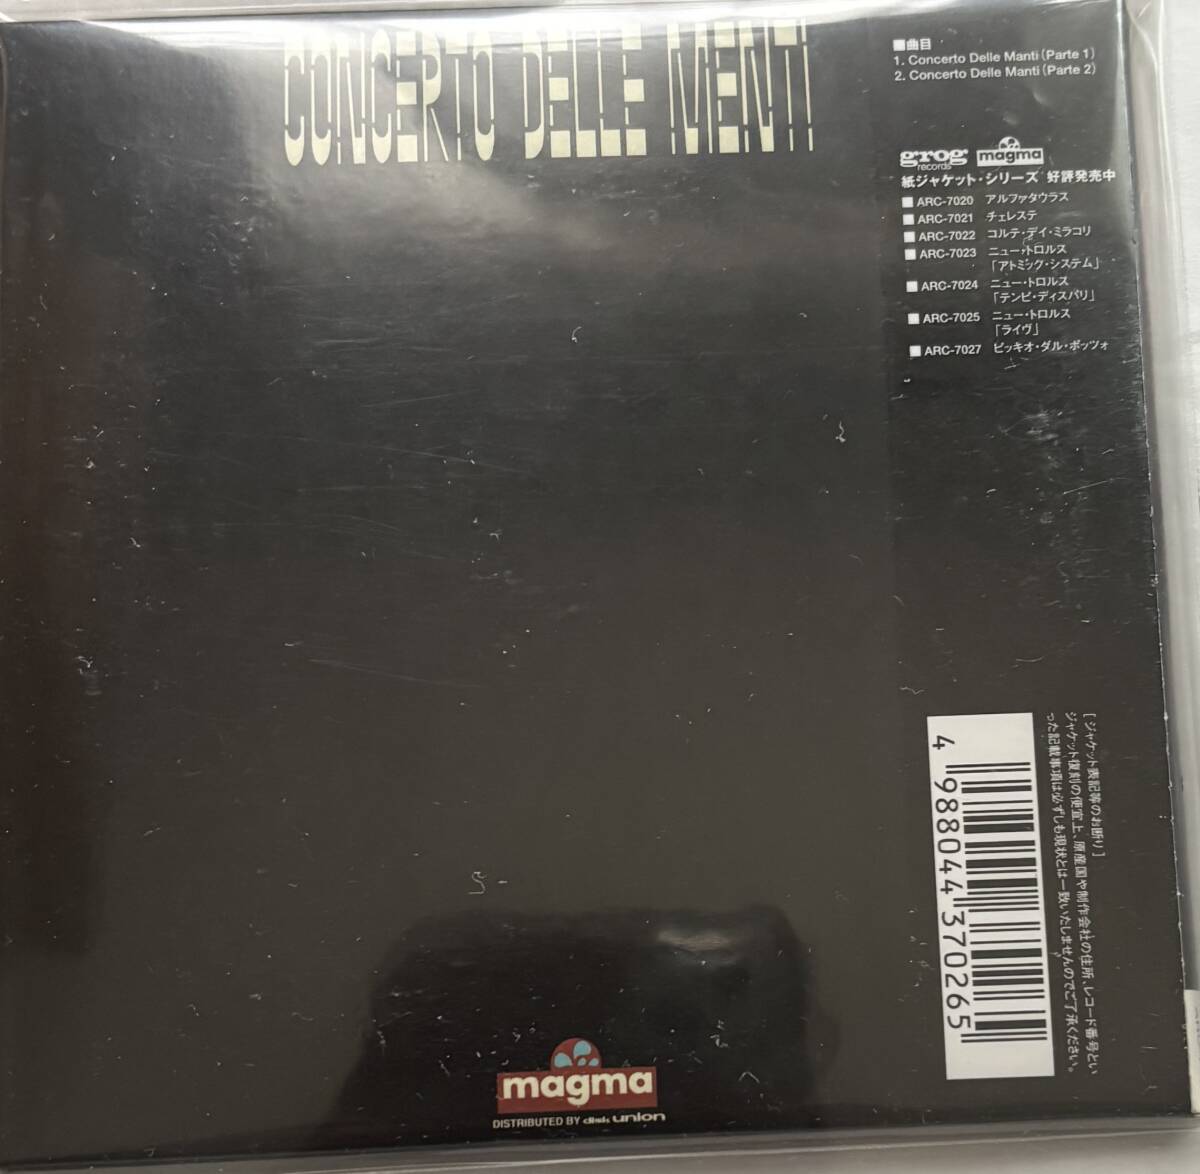 CONCERTO DELLE MENTI
■曲目
1. Concerto Delle Manti (Parte 1)
2. Concerto Delle Manti (Parte 2)
grog records magma
紙ジャケット・シリーズ 好評発売中
■ARC-7020 アルファタウラス
■ARC-7021 チェレステ
■ARC-7022 コルテ・デイ・ミラコリ
■ARC-7023 ニュー・トロルス
「アトミック・システム」
■ARC-7024 ニュー・トロルス
「テンピ・ディスパリ」
■ARC-7025 ニュー・トロルス
「ライヴ」
■ARC-7027 ピッキオ・ダル・ポッツォ
[ジャケット表記等のお断り]
ジャケット復刻の便宜上、原産国や制作会社の住所、レコード番号とい
った記載事項は必ずしも現状とは一致いたしませんのでご了承ください。
4 988044 370265
magma
DISTRIBUTED BY disk union